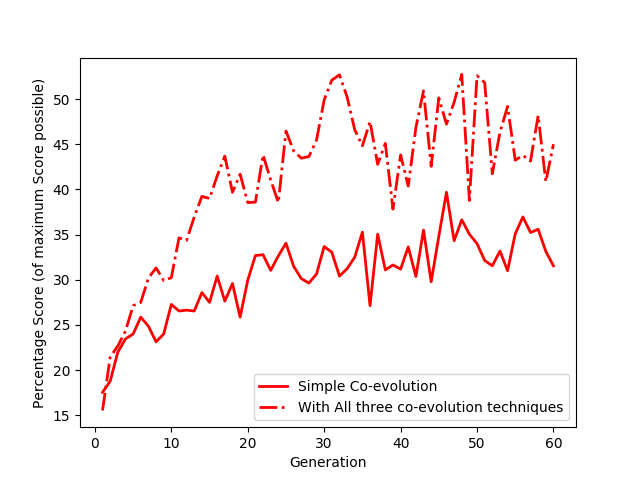 50
45
40
35
30
25
20
15
Percentage Score (of maximum Score possible)
Simple Co-evolution
With All three co-evolution techniques
0 10 20 30 40 50 60
Generation